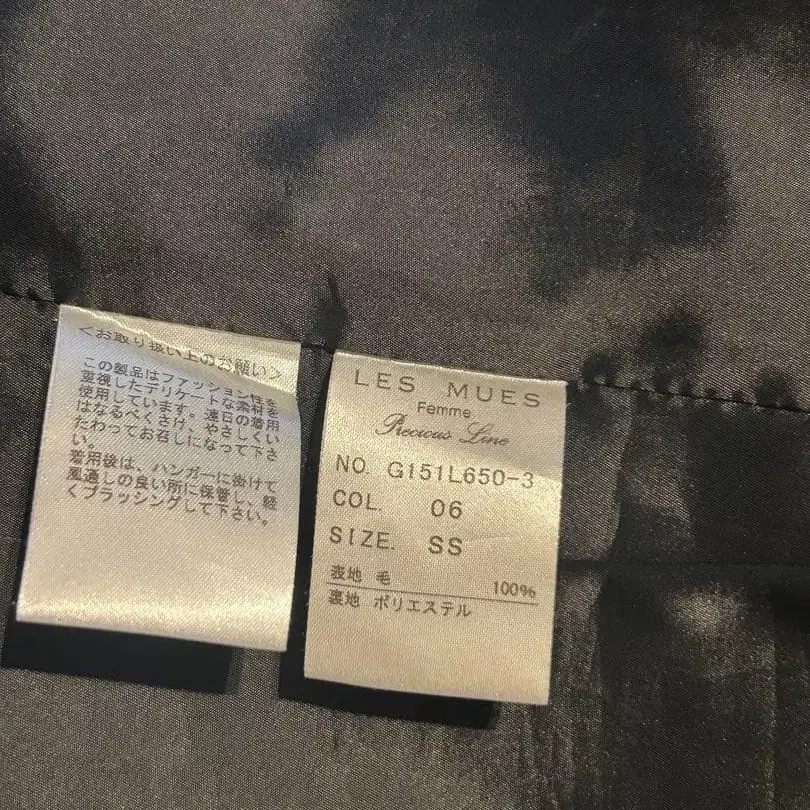 ＜お取り扱い上のお願い＞
この製品はファッション性を
重視したデリケートな素材を
使用しています。連日の着用
はなるべくさけ、やさしくい
たわってお召しになって下さ
い。
着用後は、ハンガーに掛けて
風通しの良い所に保管し、軽
くブラッシングして下さい。
LES MUES
Femme
Precious Line
NO. G151L650-3
COL. 06
SIZE. SS
表地 毛 100%
裏地 ポリエステル